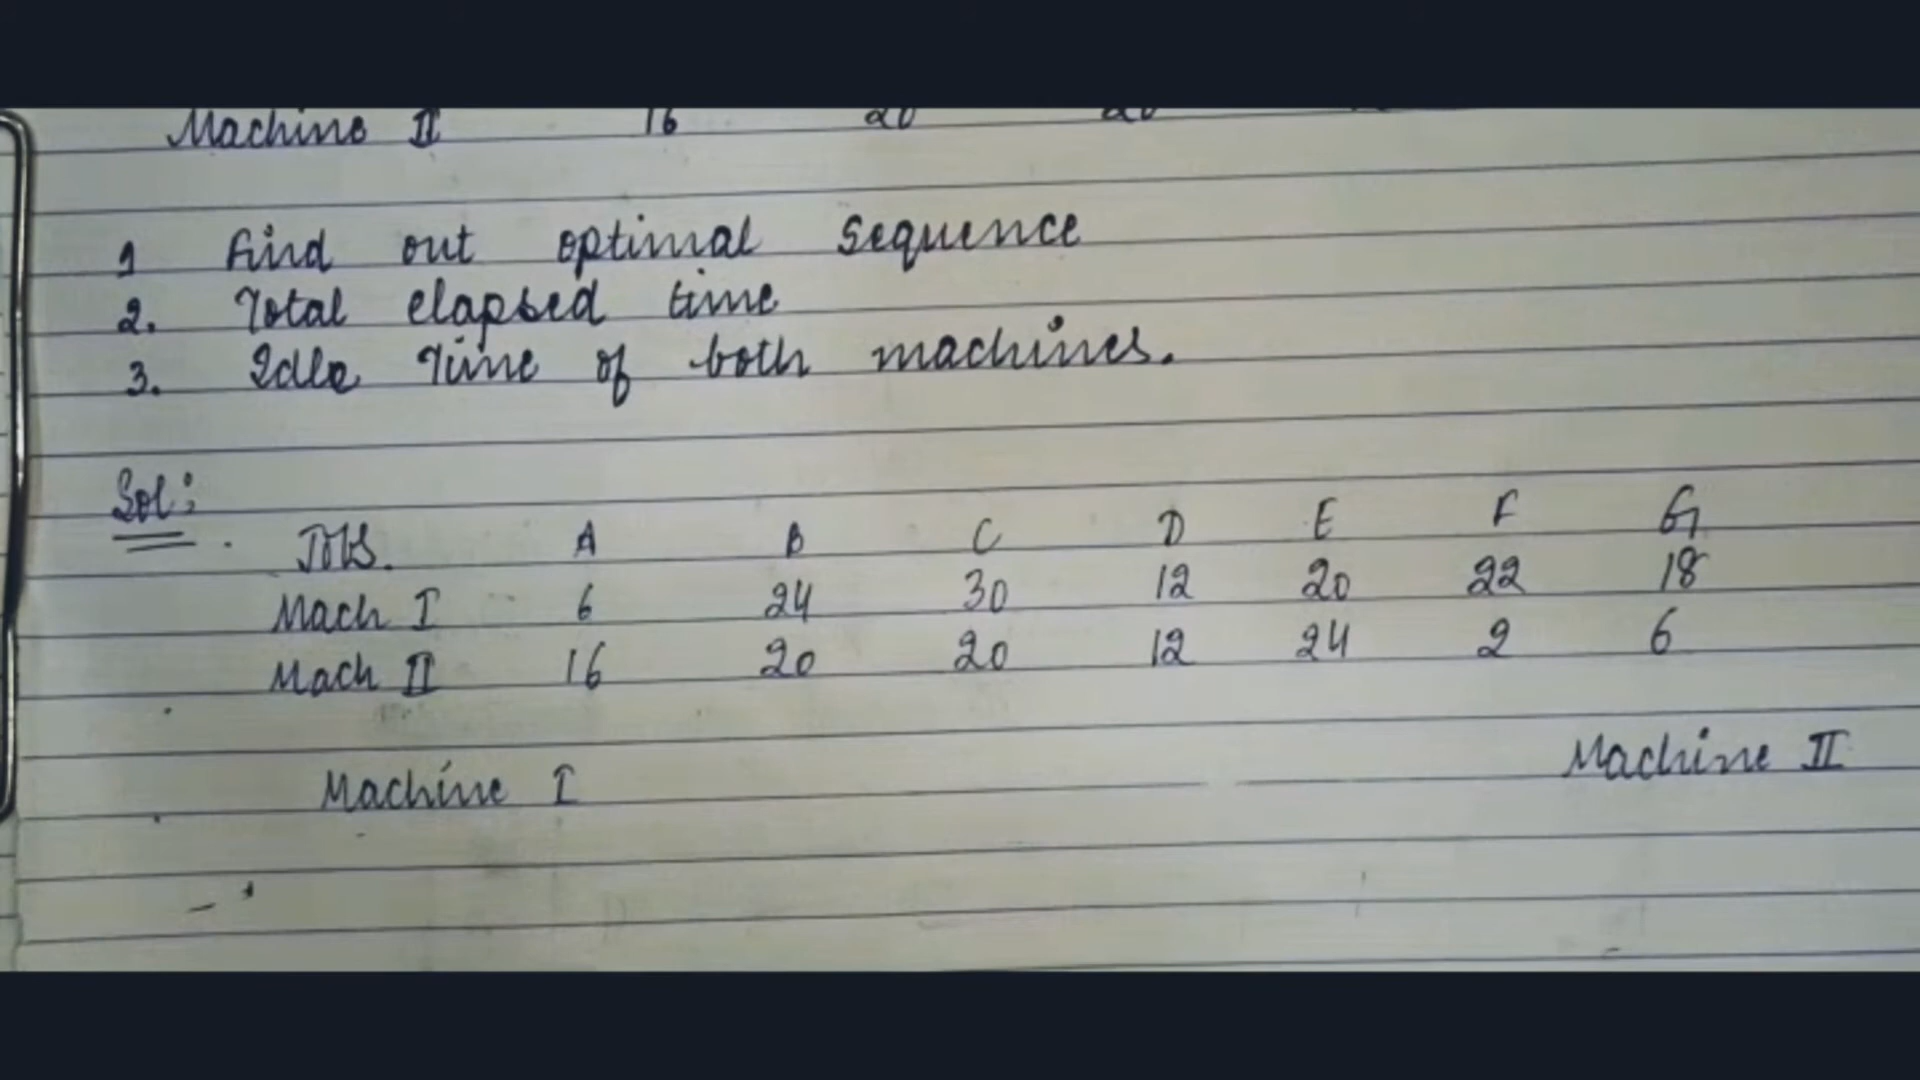 Machine II 16 20 20
1 Find out optimal sequence
2. Total elapsed time
3. Idle Time of both machines.
Sol:
Jobs. A B C D E F G
Mach I 6 24 30 12 20 22 18
Mach II 16 20 20 12 24 2 6
Machine I Machine II